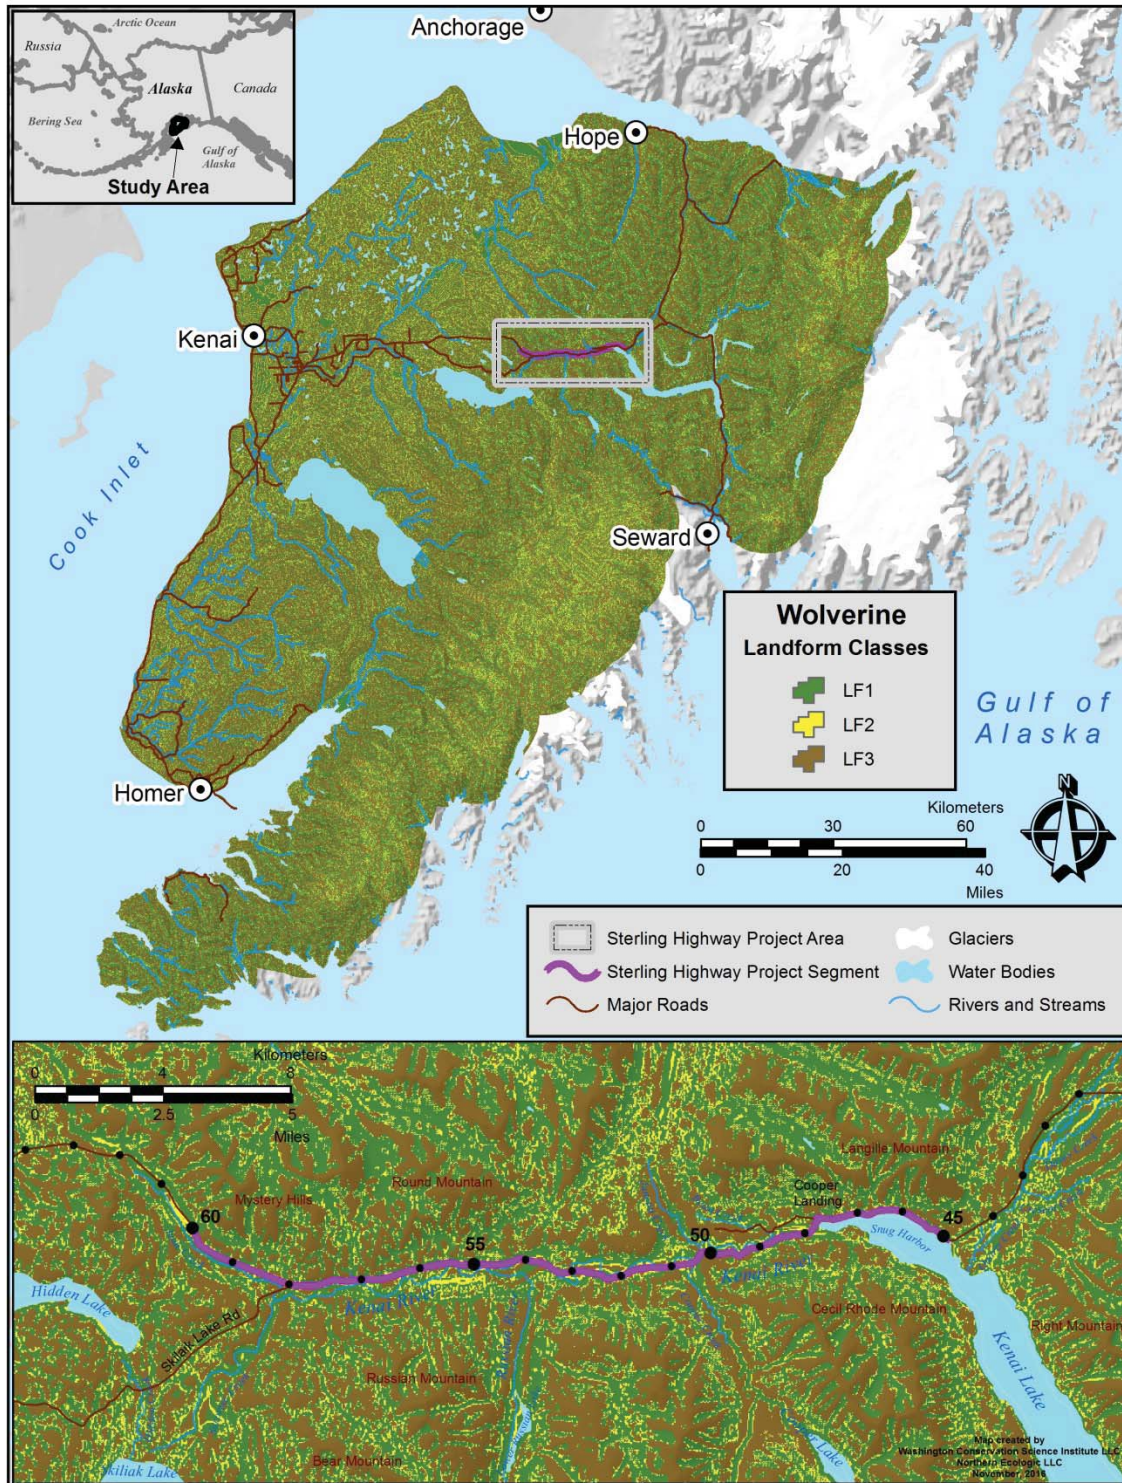 Anchorage
Arctic Ocean
Russia
Alaska
Canada
Bering Sea
Gulf of
Alaska
Study Area
Hope
Kenai
Cook Inlet
Seward
Homer
Wolverine
Landform Classes
LF1
LF2
LF3
Gulf of
Alaska
N
Kilometers
0 30 60
0 20 40
Miles
Sterling Highway Project Area
Sterling Highway Project Segment
Major Roads
Glaciers
Water Bodies
Rivers and Streams
Kilometers
0 4 8
0 2.5 5
Miles
Langille Mountain
Mystery Hills
Round Mountain
Cooper
Landing
60
55
50
45
Snug Harbor
Kenai River
Kenai River
Hidden Lake
Skilalk Lake Rd
Cecil Rhode Mountain
Right Mountain
Russian Mountain
Kenai Lake
Bear Mountain
Skiliak Lake
Map created by
Washington Conservation Science Institute LLC
Northern Ecologic LLC
November, 2016